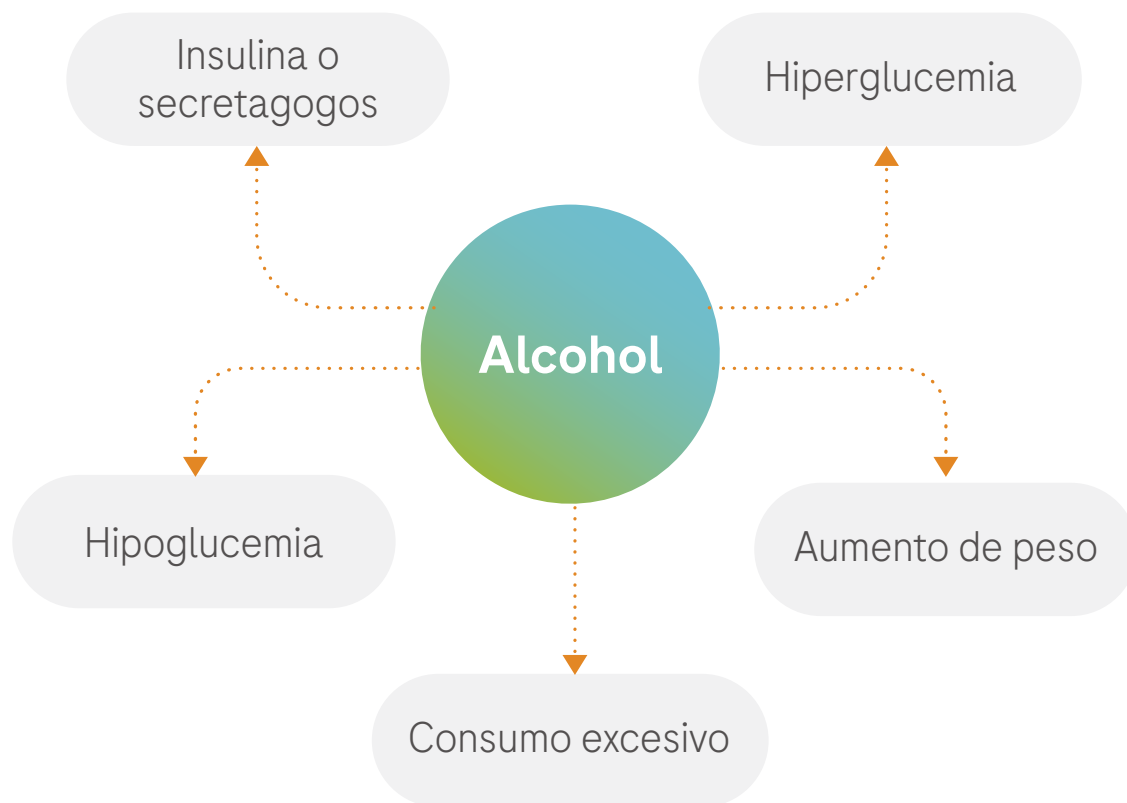 Insulina o
secretagogos
Hiperglucemia
Alcohol
Hipoglucemia
Aumento de peso
Consumo excesivo